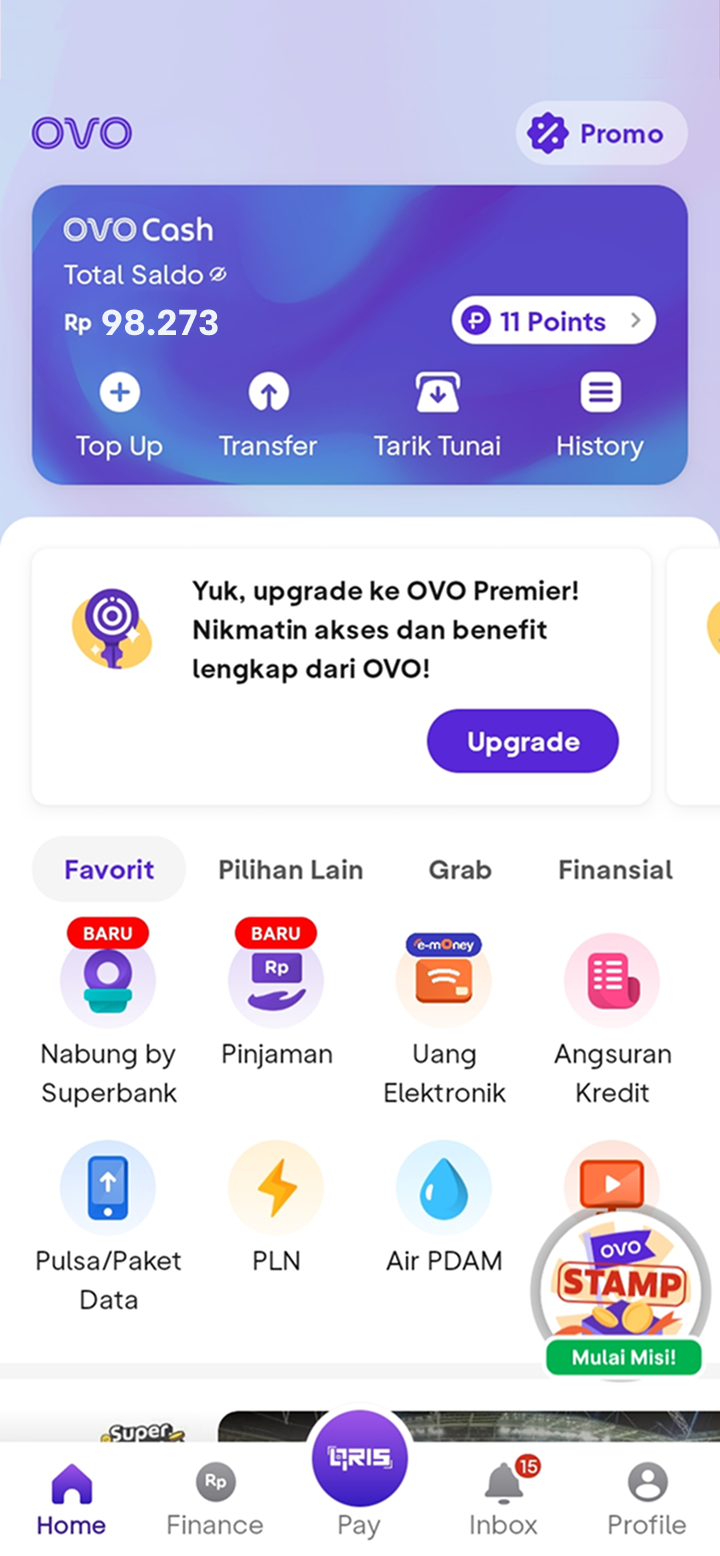 OVO
Promo
OVO Cash
Total Saldo
Rp 98.273
11 Points
Top Up
Transfer
Tarik Tunai
History
Yuk, upgrade ke OVO Premier!
Nikmatin akses dan benefit
lengkap dari OVO!
Upgrade
Favorit
Pilihan Lain
Grab
Finansial
BARU
BARU
Rp
e-money
Nabung by
Superbank
Pinjaman
Uang
Elektronik
Angsuran
Kredit
Pulsa/Paket
Data
PLN
Air PDAM
OVO
STAMP
Mulai Misi!
Super
QRIS
Rp
15
Home
Finance
Pay
Inbox
Profile